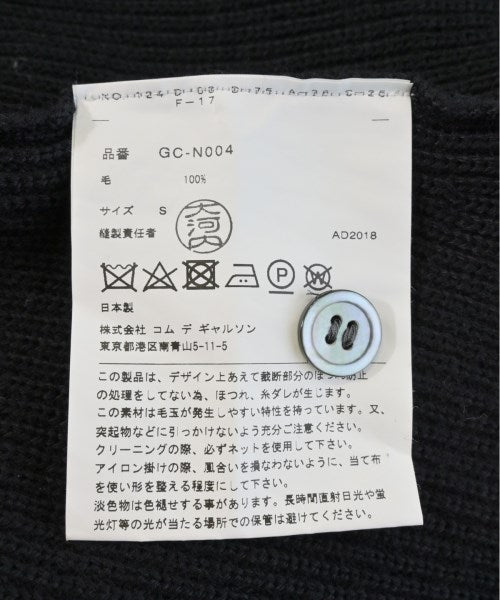 F-17
品番 GC-N004
毛 100%
サイズ S
大河内
縫製責任者 AD2018
P W
日本製
株式会社 コム デ ギャルソン
東京都港区南青山5-11-5
この製品は、デザイン上あえて裁断部分のほつれ防止
の処理をしてない為、ほつれ、糸ダレが生じます。
この素材は毛玉が発生しやすい特性を持っています。又、
突起物などに引っかけないよう充分ご注意ください。
クリーニングの際、必ずネットを使用して下さい。
アイロン掛けの際、風合いを損なわないように、当て布
を使い形を整える程度にして下さい。
淡色物は色褪せする事があります。長時間直射日光や蛍
光灯等の光が当たる場所での保管は避けてください。